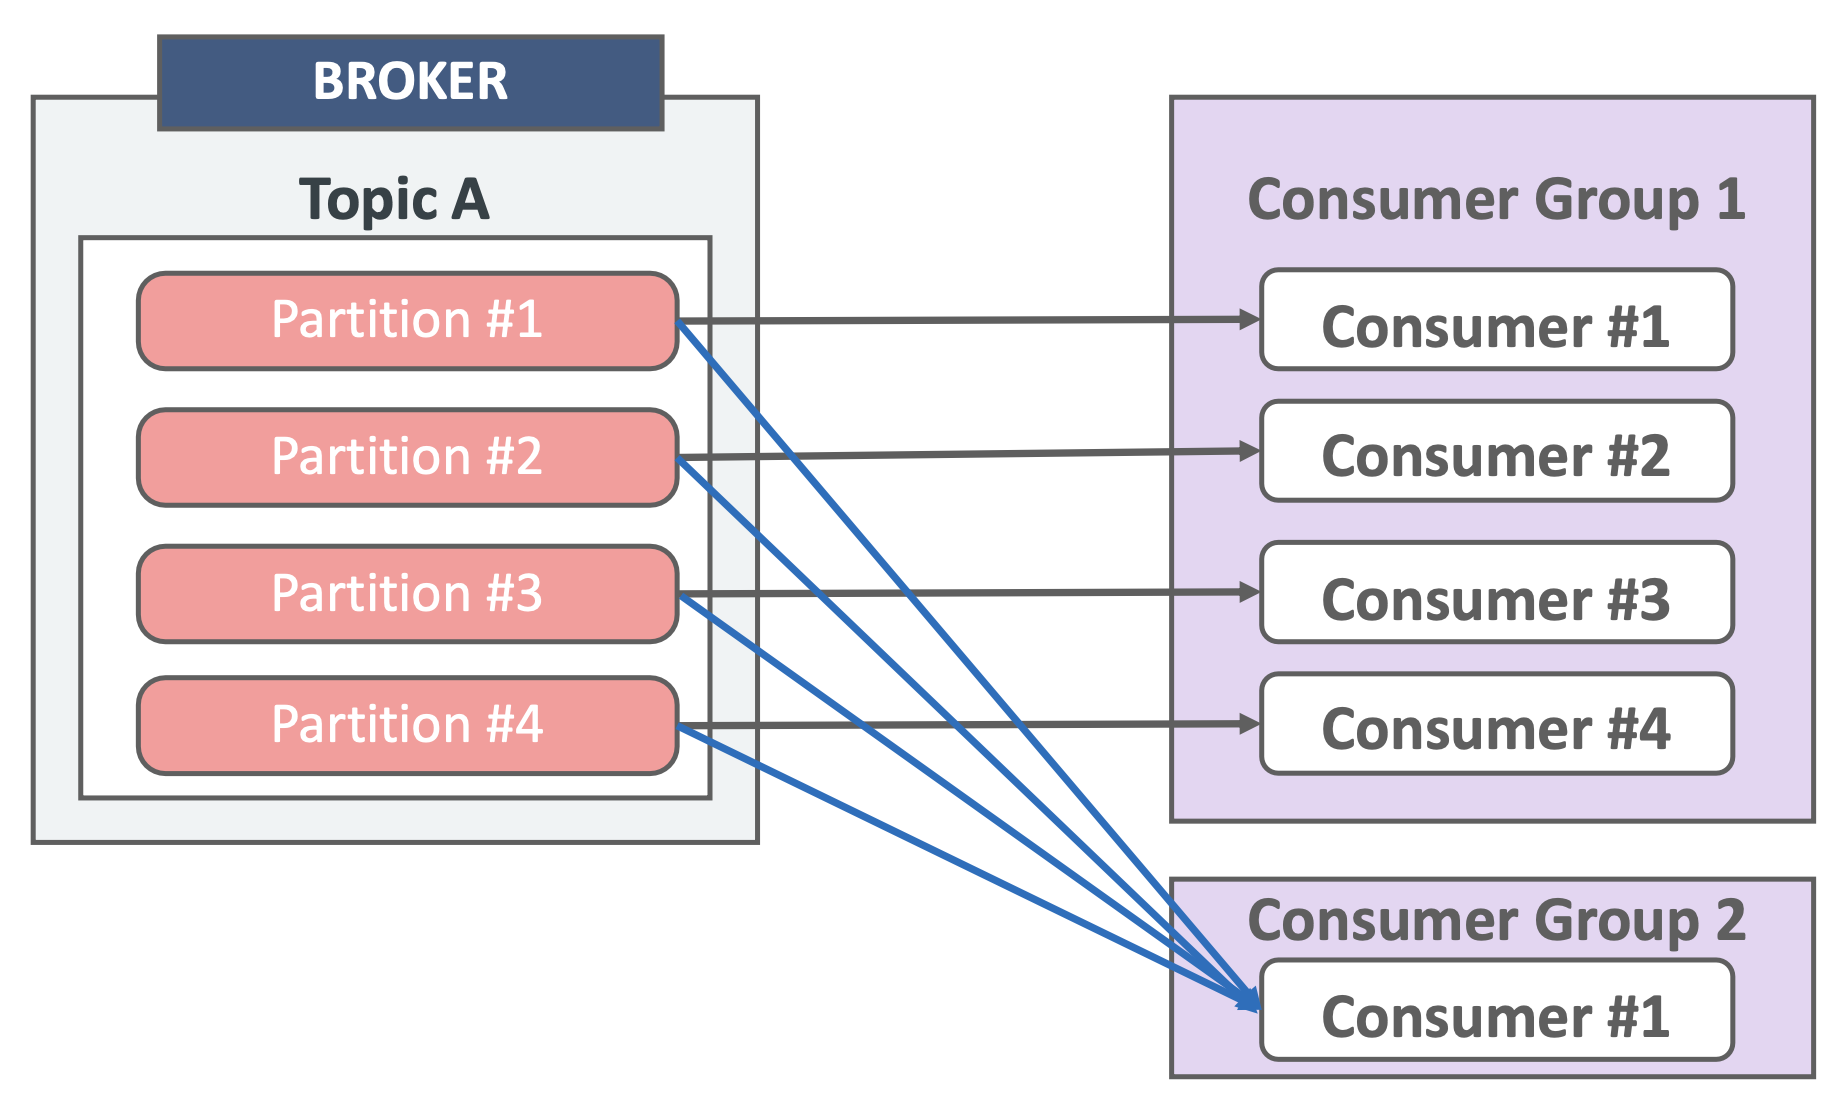 BROKER
Topic A
Partition #1
Partition #2
Partition #3
Partition #4
Consumer Group 1
Consumer #1
Consumer #2
Consumer #3
Consumer #4
Consumer Group 2
Consumer #1